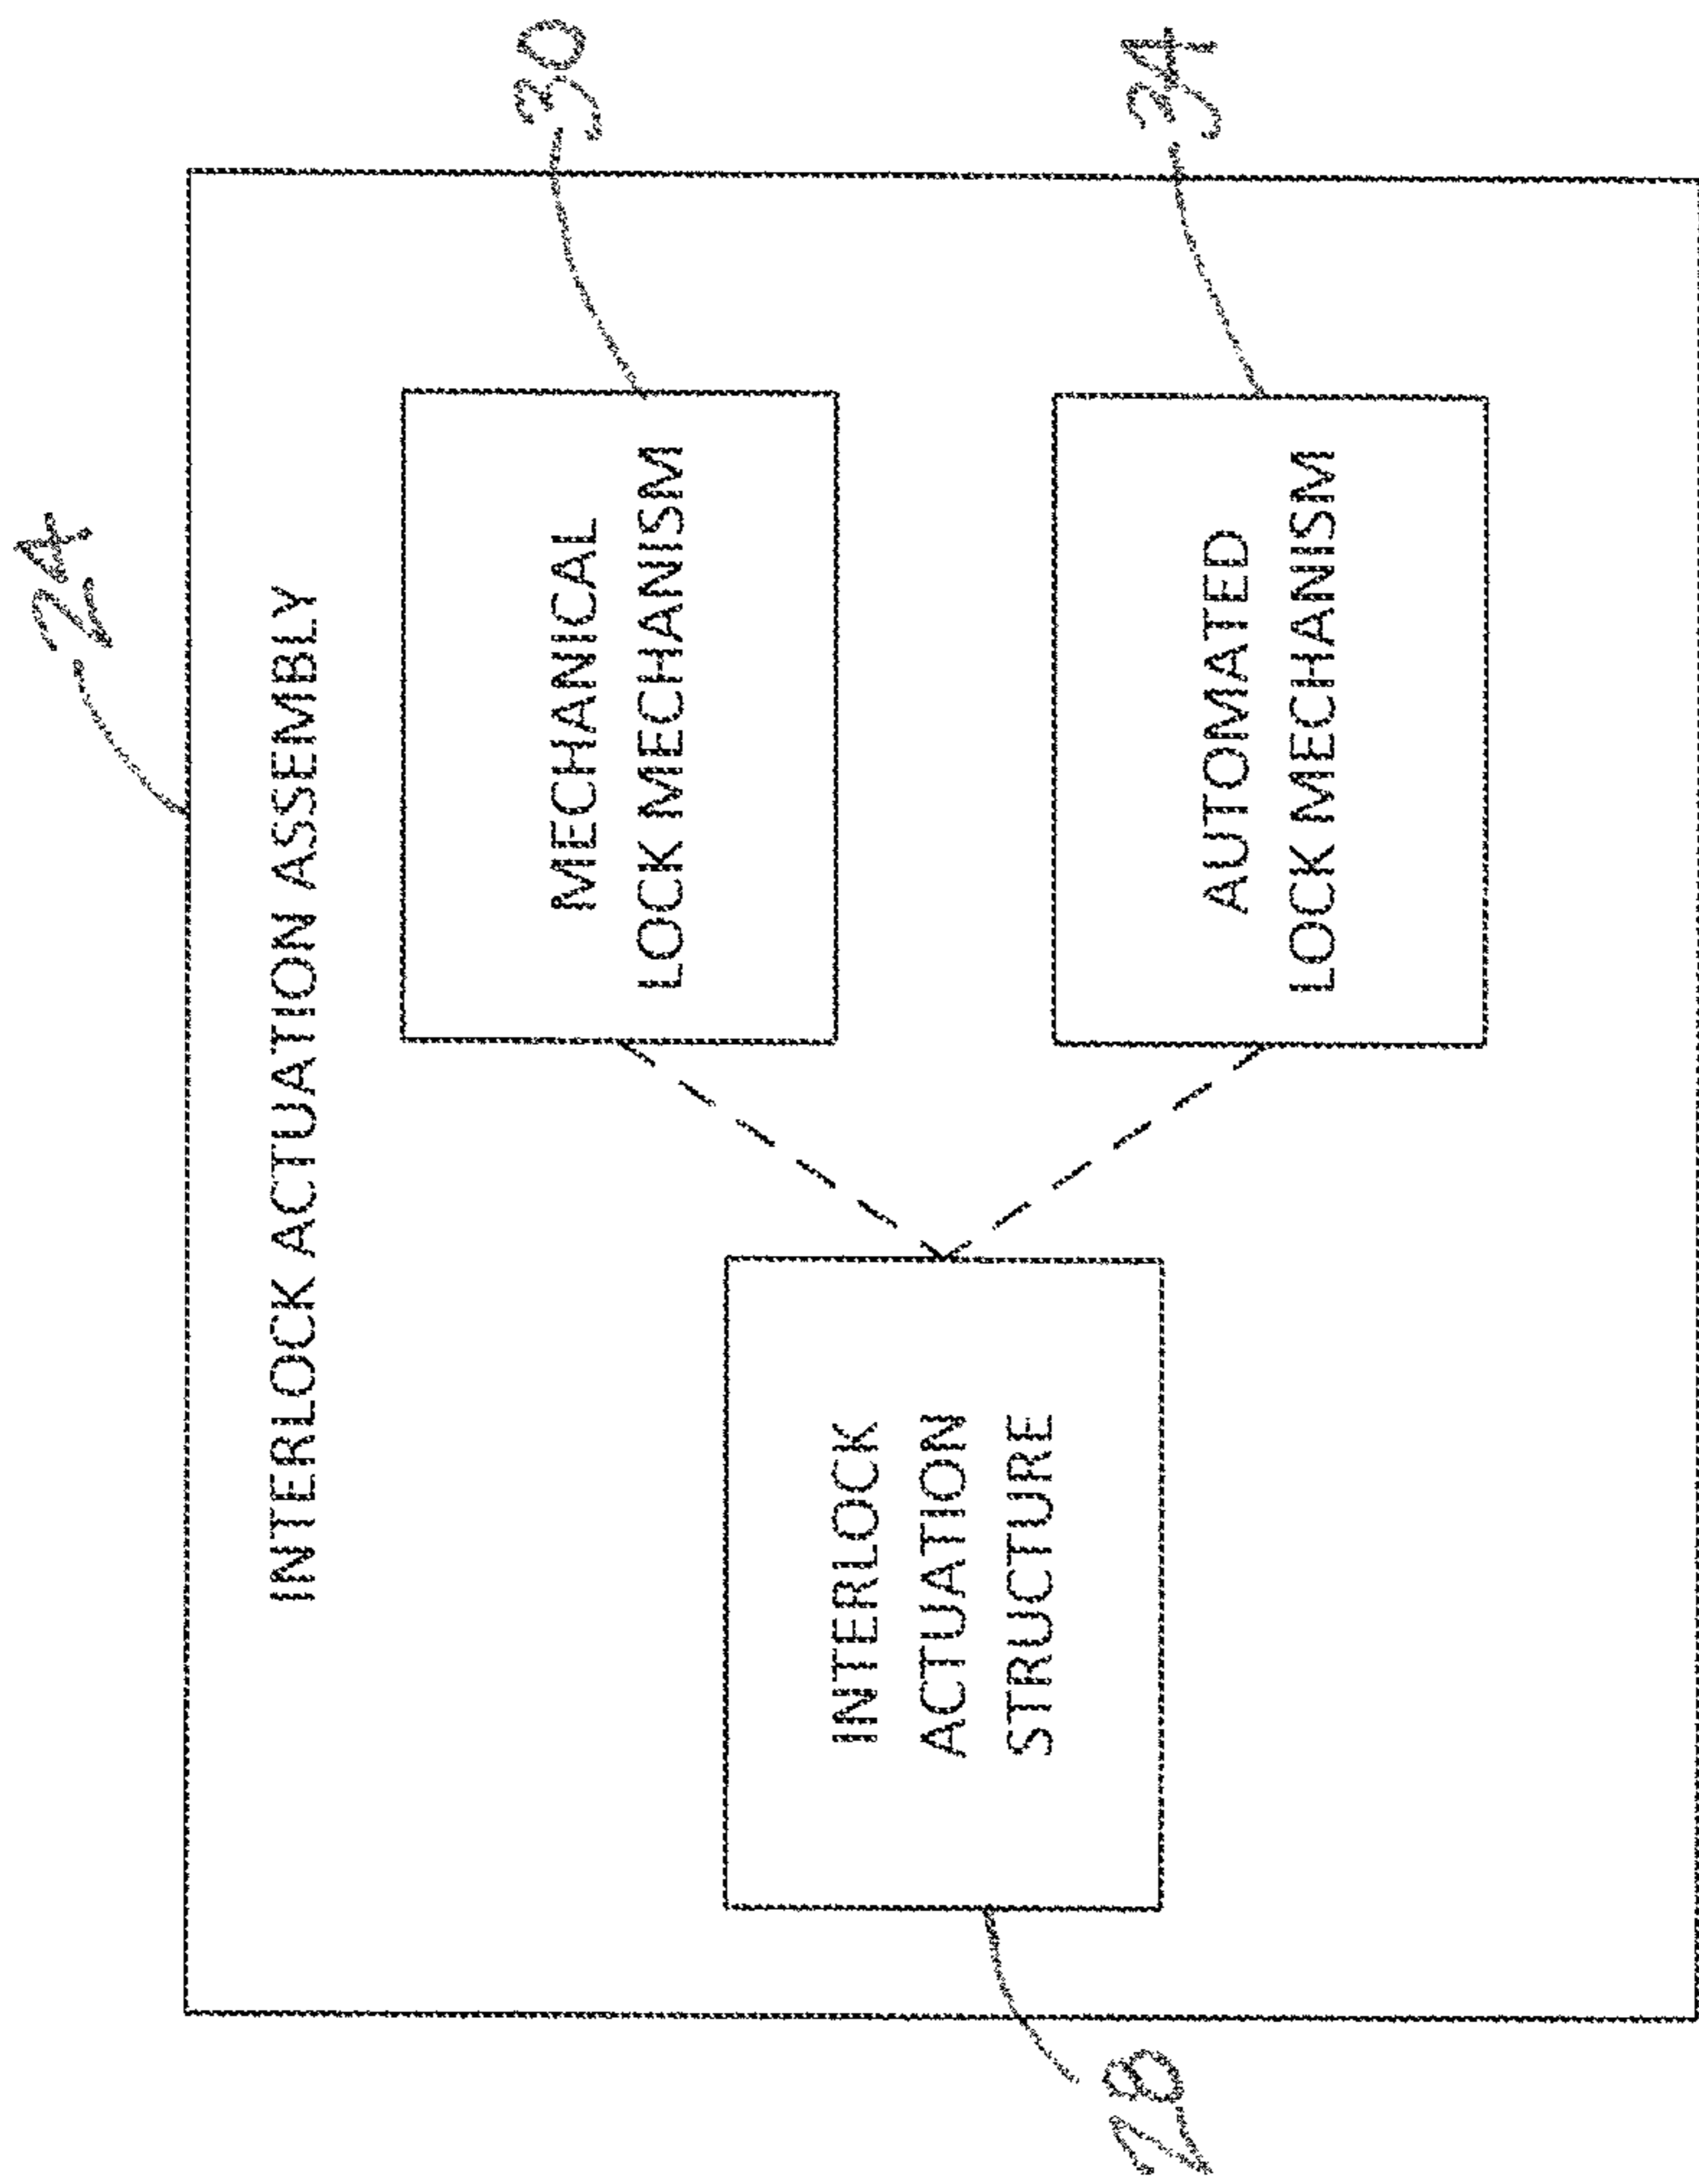 24
INTERLOCK ACTUATION ASSEMBLY
30
MECHANICAL
LOCK MECHANISM
28
INTERLOCK
ACTUATION
STRUCTURE
34
AUTOMATED
LOCK MECHANISM